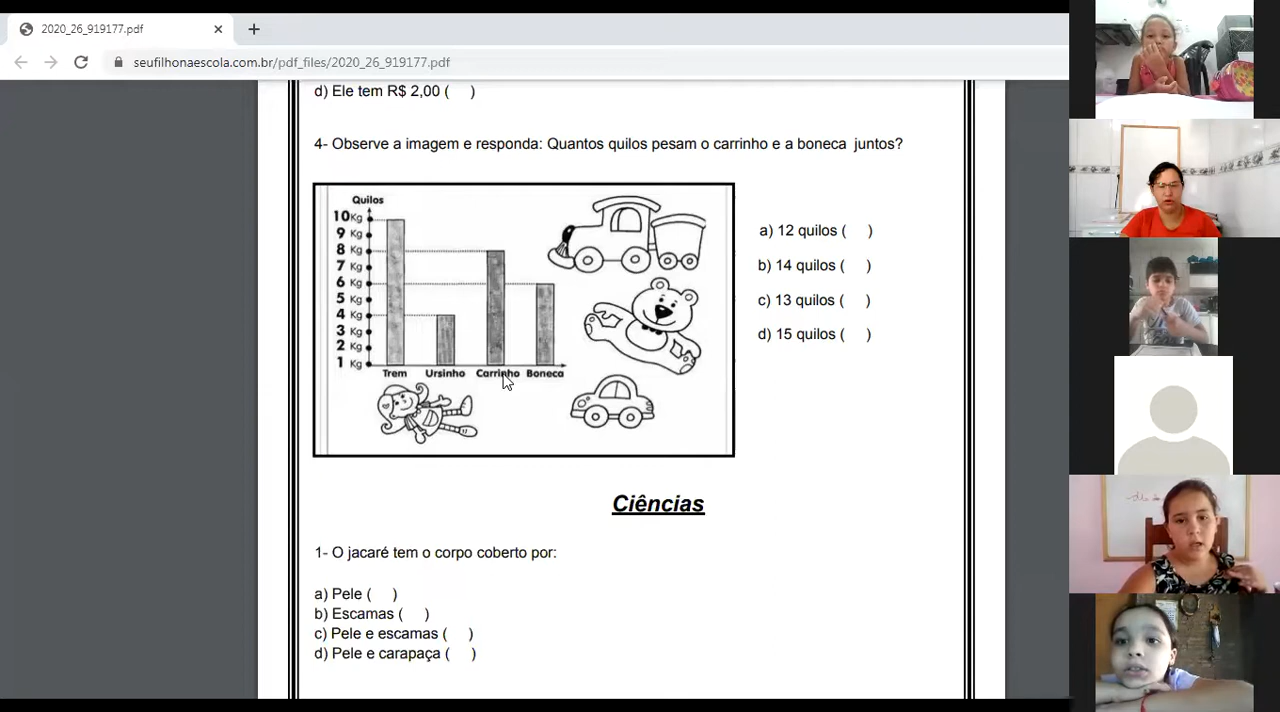 2020_26_919177.pdf
seufilhonaescola.com.br/pdf_files/2020_26_919177.pdf
d) Ele tem R$ 2,00 ( )
4- Observe a imagem e responda: Quantos quilos pesam o carrinho e a boneca juntos?
Quilos
10Kg
9 Kg
8 Kg
7 Kg
6 Kg
5 Kg
4 Kg
3 Kg
2 Kg
1 Kg
Trem Ursinho Carrinho Boneca
a) 12 quilos ( )
b) 14 quilos ( )
c) 13 quilos ( )
d) 15 quilos ( )
Ciências
1- O jacaré tem o corpo coberto por:
a) Pele ( )
b) Escamas ( )
c) Pele e escamas ( )
d) Pele e carapaça ( )